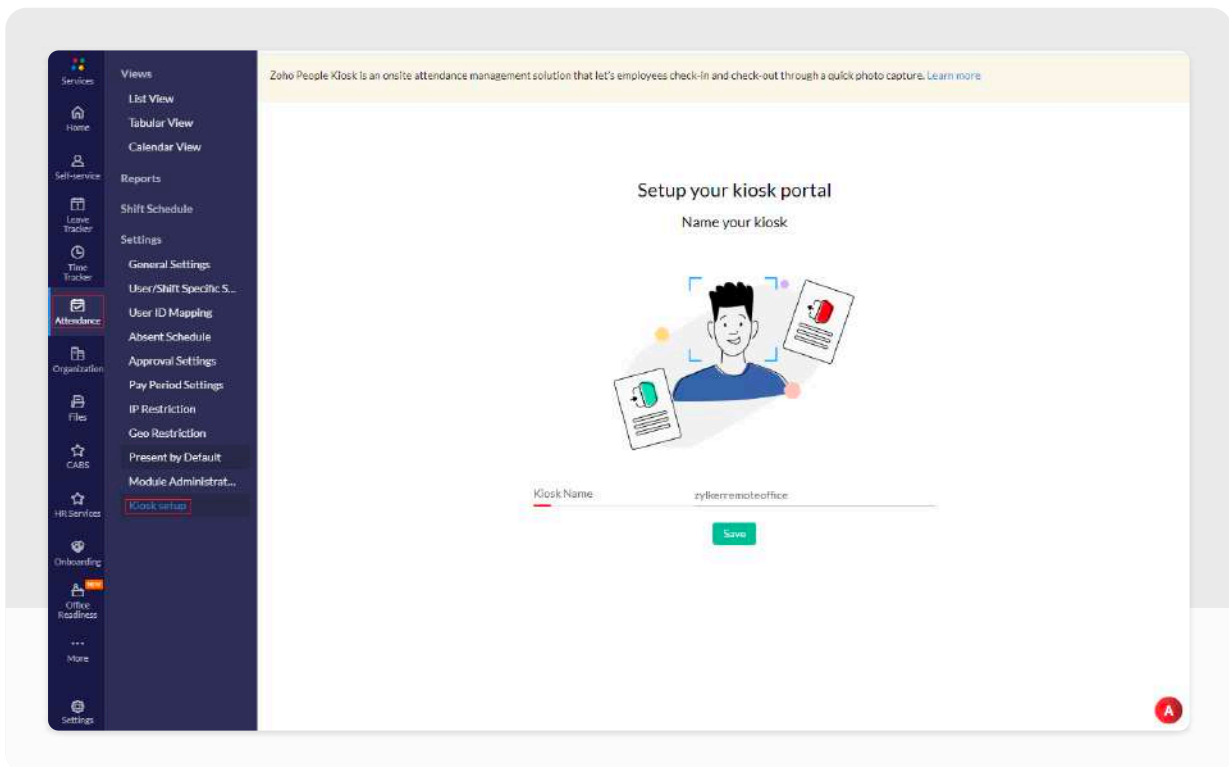 Services
Home
Self-service
Leave
Tracker
Time
Tracker
Attendance
Organization
Files
CABS
HR Services
Onboarding
NEW
Office
Readiness
More
Settings
Views
List View
Tabular View
Calendar View
Reports
Shift Schedule
Settings
General Settings
User/Shift Specific S...
User ID Mapping
Absent Schedule
Approval Settings
Pay Period Settings
IP Restriction
Geo Restriction
Present by Default
Module Administrat...
Kiosk setup
Zoho People Kiosk is an onsite attendance management solution that let's employees check-in and check-out through a quick photo capture. Learn more
Setup your kiosk portal
Name your kiosk
Kiosk Name zylkerremoteoffice
Save
A